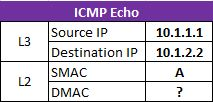 ICMP Echo
L3 Source IP 10.1.1.1
Destination IP 10.1.2.2
L2 SMAC A
DMAC ?